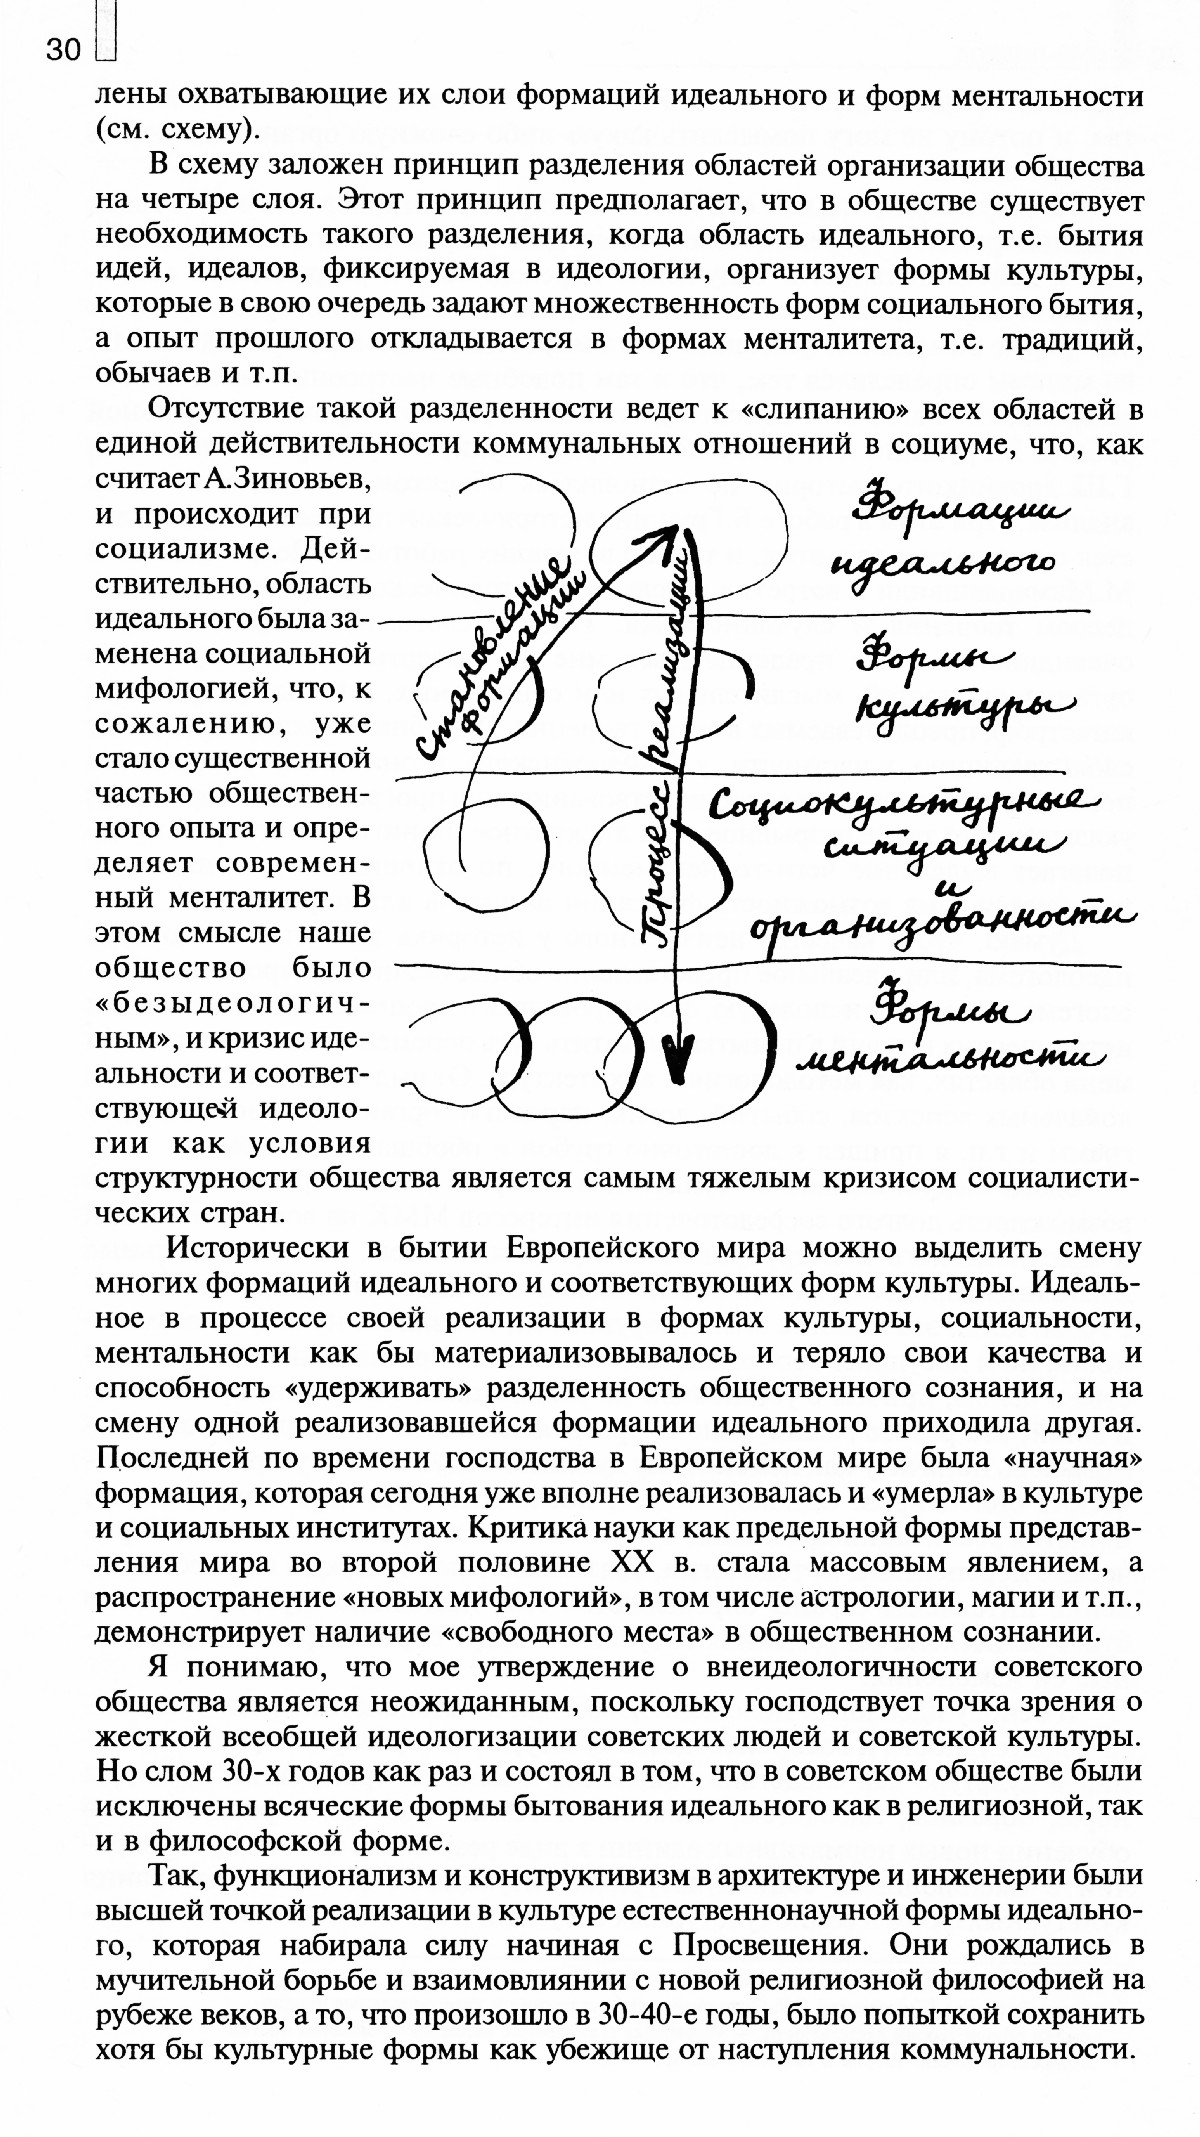 30
лены охватывающие их слои формаций идеального и форм ментальности
(см. схему).
В схему заложен принцип разделения областей организации общества
на четыре слоя. Этот принцип предполагает, что в обществе существует
необходимость такого разделения, когда область идеального, т.е. бытия
идей, идеалов, фиксируемая в идеологии, организует формы культуры,
которые в свою очередь задают множественность форм социального бытия,
а опыт прошлого откладывается в формах менталитета, т.е. традиций,
обычаев и т.п.
Отсутствие такой разделенности ведет к «слипанию» всех областей в
единой действительности коммунальных отношений в социуме, что, как
считает А.Зиновьев,
и происходит при
социализме. Дей-
ствительно, область
идеального была за-
менена социальной
мифологией, что, к
сожалению, уже
стало существенной
частью обществен-
ного опыта и опре-
деляет современ-
ный менталитет. В
этом смысле наше
общество было
«безыдеологич-
ным», и кризис иде-
альности и соответ-
ствующей идеоло-
гии как условия
Становление
формации
Процесс реализации
Формации
идеального
Формы
культуры
Социокультурные
ситуации
и
организованности
Формы
ментальности
структурности общества является самым тяжелым кризисом социалисти-
ческих стран.
Исторически в бытии Европейского мира можно выделить смену
многих формаций идеального и соответствующих форм культуры. Идеаль-
ное в процессе своей реализации в формах культуры, социальности,
ментальности как бы материализовывалось и теряло свои качества и
способность «удерживать» разделенность общественного сознания, и на
смену одной реализовавшейся формации идеального приходила другая.
Последней по времени господства в Европейском мире была «научная»
формация, которая сегодня уже вполне реализовалась и «умерла» в культуре
и социальных институтах. Критика науки как предельной формы представ-
ления мира во второй половине XX в. стала массовым явлением, а
распространение «новых мифологий», в том числе астрологии, магии и т.п.,
демонстрирует наличие «свободного места» в общественном сознании.
Я понимаю, что мое утверждение о внеидеологичности советского
общества является неожиданным, поскольку господствует точка зрения о
жесткой всеобщей идеологизации советских людей и советской культуры.
Но слом 30-х годов как раз и состоял в том, что в советском обществе были
исключены всяческие формы бытования идеального как в религиозной, так
и в философской форме.
Так, функционализм и конструктивизм в архитектуре и инженерии были
высшей точкой реализации в культуре естественнонаучной формы идеально-
го, которая набирала силу начиная с Просвещения. Они рождались в
мучительной борьбе и взаимовлиянии с новой религиозной философией на
рубеже веков, а то, что произошло в 30-40-е годы, было попыткой сохранить
хотя бы культурные формы как убежище от наступления коммунальности.